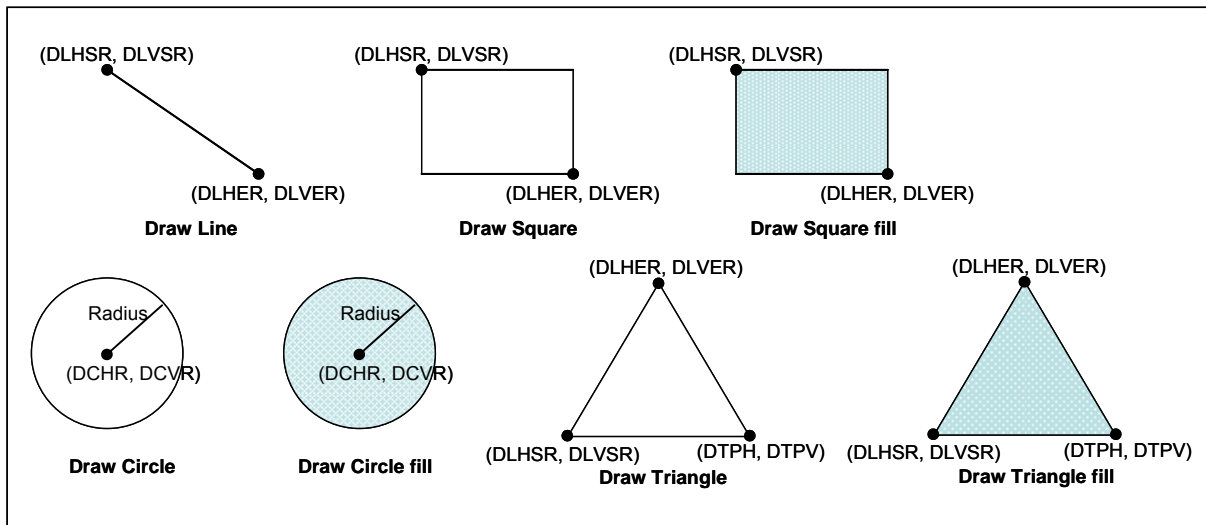 (DLHSR, DLVSR)
(DLHER, DLVER)
Draw Line
(DLHSR, DLVSR)
(DLHER, DLVER)
Draw Square
(DLHSR, DLVSR)
(DLHER, DLVER)
Draw Square fill
Radius
(DCHR, DCVR)
Draw Circle
Radius
(DCHR, DCVR)
Draw Circle fill
(DLHER, DLVER)
(DLHSR, DLVSR)
(DTPH, DTPV)
Draw Triangle
(DLHER, DLVER)
(DLHSR, DLVSR)
(DTPH, DTPV)
Draw Triangle fill